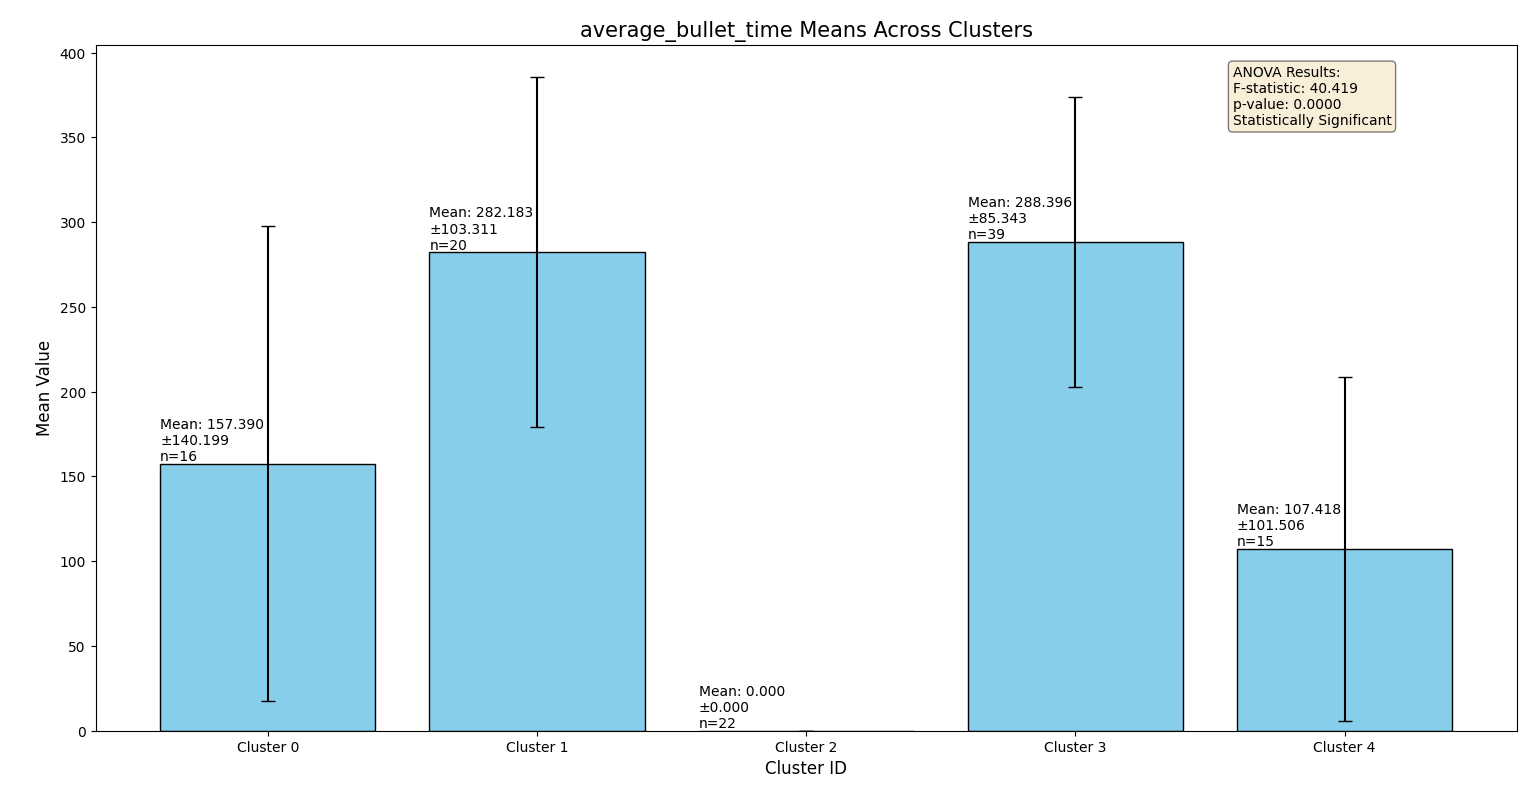 average_bullet_time Means Across Clusters
400
350
300
250
200
150
100
50
0
Mean Value
ANOVA Results:
F-statistic: 40.419
p-value: 0.0000
Statistically Significant
Mean: 157.390
±140.199
n=16
Mean: 282.183
±103.311
n=20
Mean: 0.000
±0.000
n=22
Mean: 288.396
±85.343
n=39
Mean: 107.418
±101.506
n=15
Cluster 0
Cluster 1
Cluster 2
Cluster 3
Cluster 4
Cluster ID